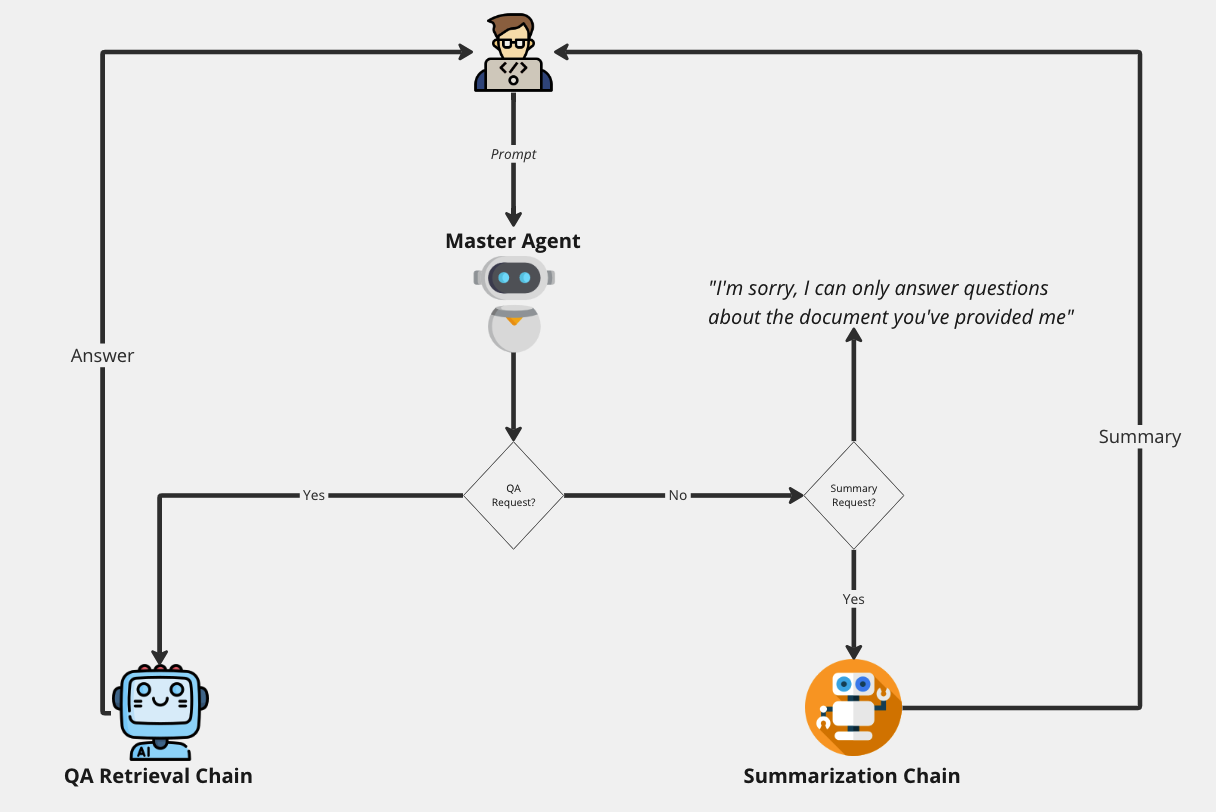 Prompt
Master Agent
"I'm sorry, I can only answer questions
about the document you've provided me"
Answer
Summary
QA
Request?
Yes
No
Summary
Request?
Yes
AI
QA Retrieval Chain
Summarization Chain